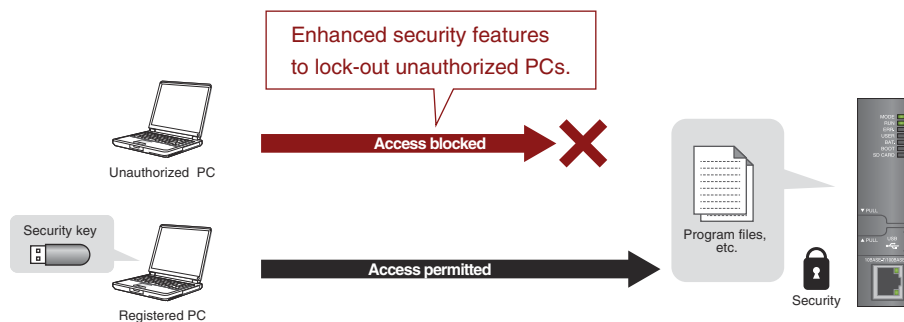 Enhanced security features
to lock-out unauthorized PCs.
Access blocked
Unauthorized PC
Security key
Access permitted
Registered PC
Program files,
etc.
Security
MODE
RUN
ERR.
USER
BAT.
BOOT
SD CARD
▼ PULL
▲ PULL
USB